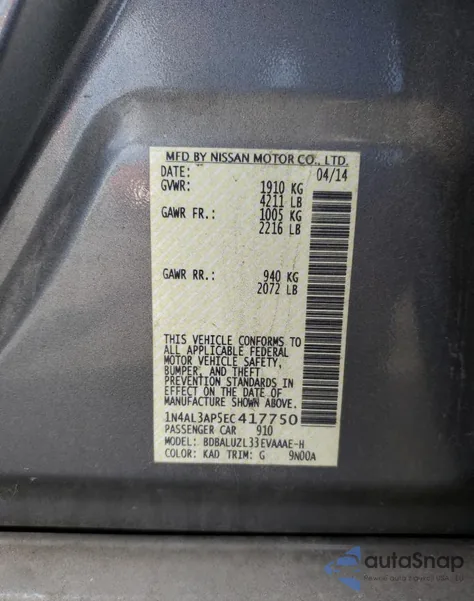 MFD BY NISSAN MOTOR CO., LTD.
DATE: 04/14
GVWR: 1910 KG
4211 LB
GAWR FR.: 1005 KG
2216 LB
GAWR RR.: 940 KG
2072 LB
THIS VEHICLE CONFORMS TO
ALL APPLICABLE FEDERAL
MOTOR VEHICLE SAFETY,
BUMPER, AND THEFT
PREVENTION STANDARDS IN
EFFECT ON THE DATE OF
MANUFACTURE SHOWN ABOVE.
1N4AL3AP5EC417750
PASSENGER CAR 910
MODEL: BDBALUZL33EVAAAE-H
COLOR: KAD TRIM: G 9N00A
autoSnap